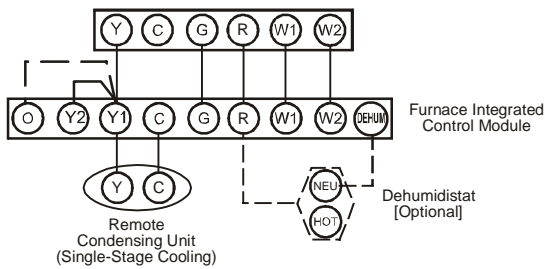 Y C G R W1 W2
O Y2 Y1 C G R W1 W2 DEHUM
Furnace Integrated
Control Module
Y C
NEU
HOT
Dehumidistat
[Optional]
Remote
Condensing Unit
(Single-Stage Cooling)